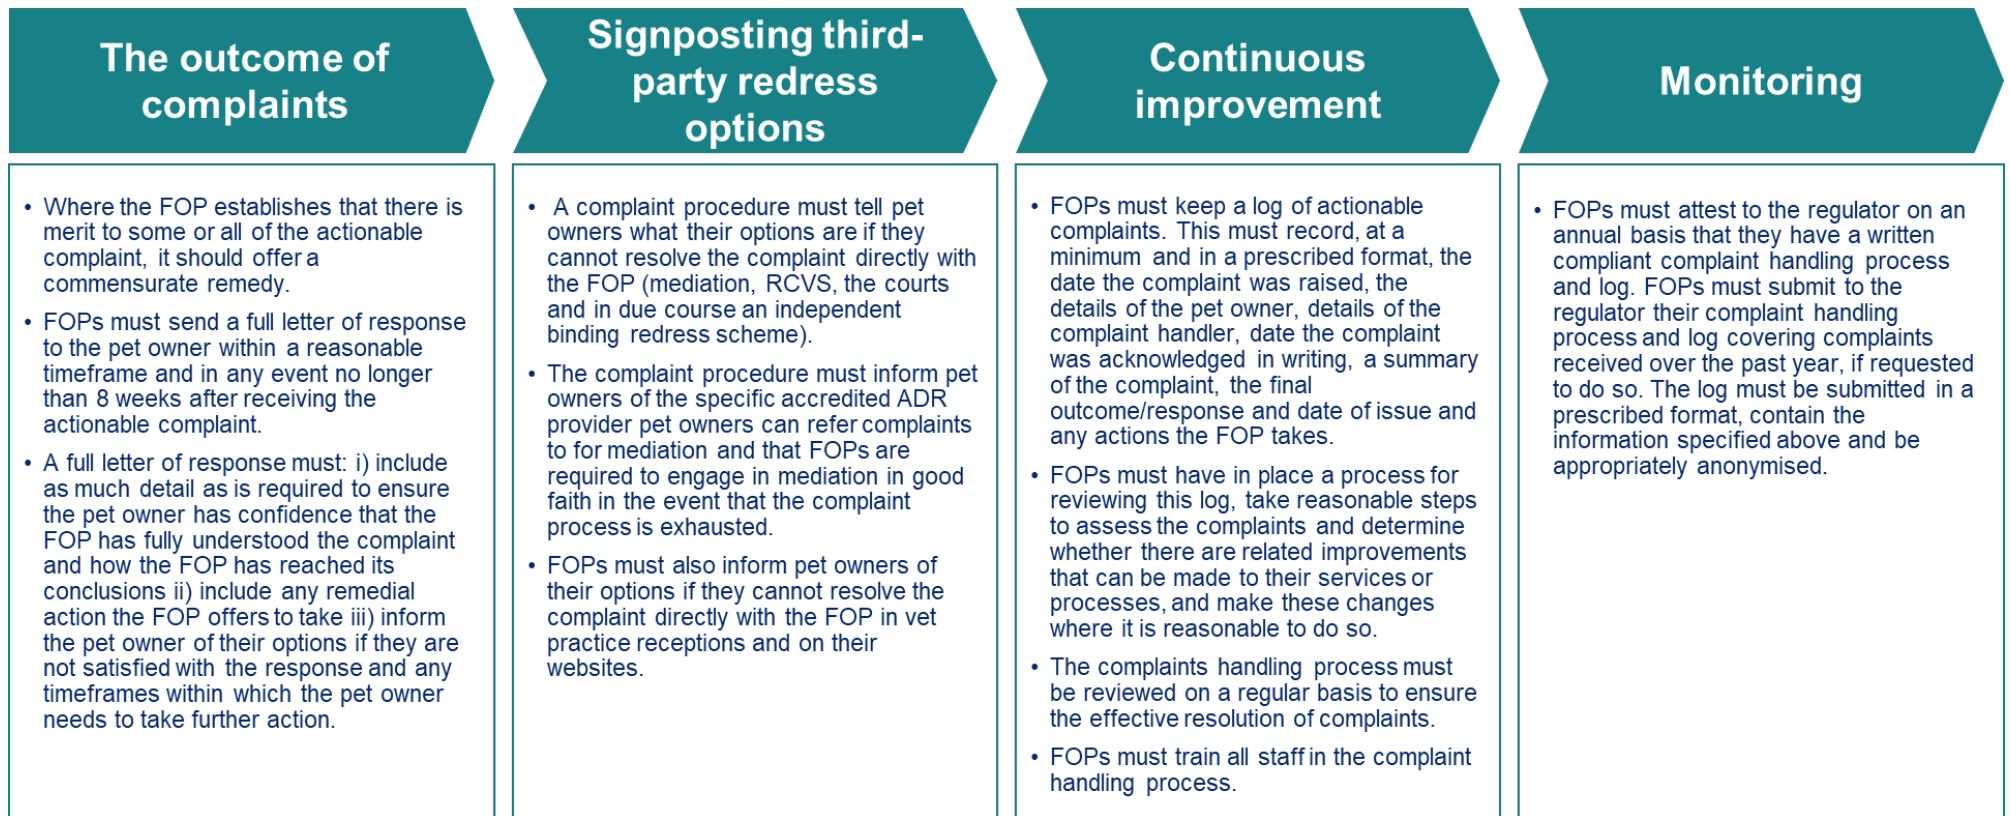 The outcome of
complaints
• Where the FOP establishes that there is
merit to some or all of the actionable
complaint, it should offer a
commensurate remedy.
• FOPs must send a full letter of response
to the pet owner within a reasonable
timeframe and in any event no longer
than 8 weeks after receiving the
actionable complaint.
• A full letter of response must: i) include
as much detail as is required to ensure
the pet owner has confidence that the
FOP has fully understood the complaint
and how the FOP has reached its
conclusions ii) include any remedial
action the FOP offers to take iii) inform
the pet owner of their options if they are
not satisfied with the response and any
timeframes within which the pet owner
needs to take further action.
Signposting third-
party redress
options
• A complaint procedure must tell pet
owners what their options are if they
cannot resolve the complaint directly with
the FOP (mediation, RCVS, the courts
and in due course an independent
binding redress scheme).
• The complaint procedure must inform pet
owners of the specific accredited ADR
provider pet owners can refer complaints
to for mediation and that FOPs are
required to engage in mediation in good
faith in the event that the complaint
process is exhausted.
• FOPs must also inform pet owners of
their options if they cannot resolve the
complaint directly with the FOP in vet
practice receptions and on their
websites.
Continuous
improvement
• FOPs must keep a log of actionable
complaints. This must record, at a
minimum and in a prescribed format, the
date the complaint was raised, the
details of the pet owner, details of the
complaint handler, date the complaint
was acknowledged in writing, a summary
of the complaint, the final
outcome/response and date of issue and
any actions the FOP takes.
• FOPs must have in place a process for
reviewing this log, take reasonable steps
to assess the complaints and determine
whether there are related improvements
that can be made to their services or
processes, and make these changes
where it is reasonable to do so.
• The complaints handling process must
be reviewed on a regular basis to ensure
the effective resolution of complaints.
• FOPs must train all staff in the complaint
handling process.
Monitoring
• FOPs must attest to the regulator on an
annual basis that they have a written
compliant complaint handling process
and log. FOPs must submit to the
regulator their complaint handling
process and log covering complaints
received over the past year, if requested
to do so. The log must be submitted in a
prescribed format, contain the
information specified above and be
appropriately anonymised.